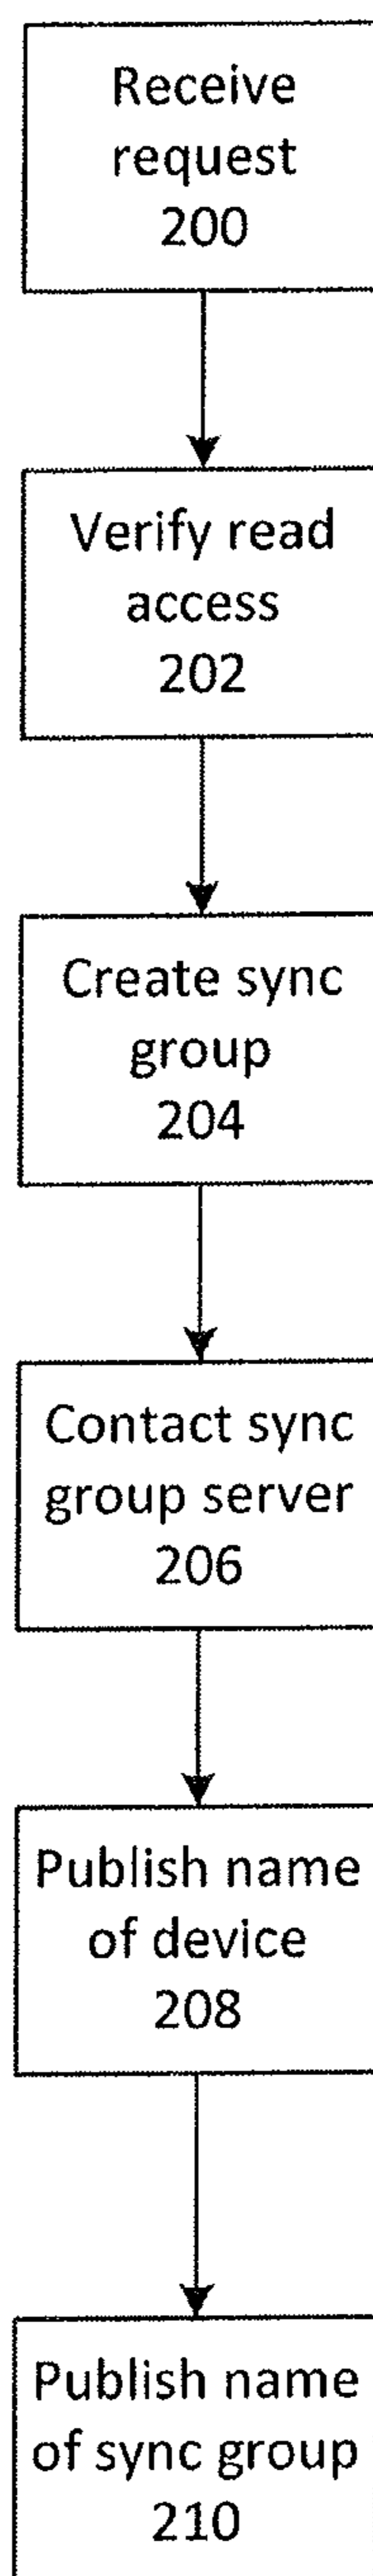 Receive
request
200
Verify read
access
202
Create sync
group
204
Contact sync
group server
206
Publish name
of device
208
Publish name
of sync group
210